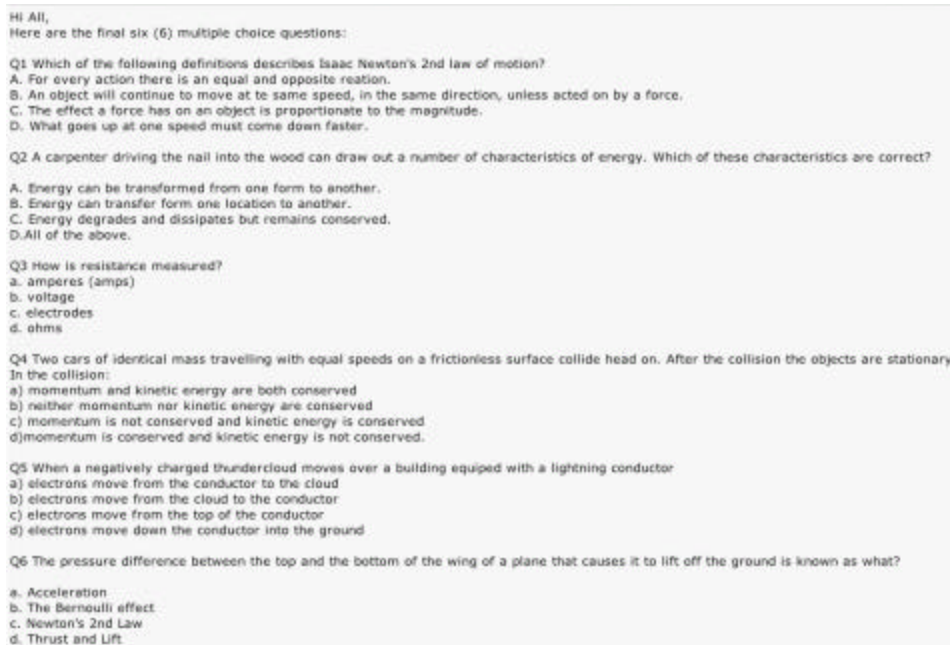 Hi All,
Here are the final six (6) multiple choice questions:
Q1 Which of the following definitions describes Isaac Newton's 2nd law of motion?
A. For every action there is an equal and opposite reation.
B. An object will continue to move at te same speed, in the same direction, unless acted on by a force.
C. The effect a force has on an object is proportionate to the magnitude.
D. What goes up at one speed must come down faster.
Q2 A carpenter driving the nail into the wood can draw out a number of characteristics of energy. Which of these characteristics are correct?
A. Energy can be transformed from one form to another.
B. Energy can transfer form one location to another.
C. Energy degrades and dissipates but remains conserved.
D.All of the above.
Q3 How is resistance measured?
a. amperes (amps)
b. voltage
c. electrodes
d. ohms
Q4 Two cars of identical mass travelling with equal speeds on a frictionless surface collide head on. After the collision the objects are stationary
In the collision:
a) momentum and kinetic energy are both conserved
b) neither momentum nor kinetic energy are conserved
c) momentum is not conserved and kinetic energy is conserved
d)momentum is conserved and kinetic energy is not conserved.
Q5 When a negatively charged thundercloud moves over a building equiped with a lightning conductor
a) electrons move from the conductor to the cloud
b) electrons move from the cloud to the conductor
c) electrons move from the top of the conductor
d) electrons move down the conductor into the ground
Q6 The pressure difference between the top and the bottom of the wing of a plane that causes it to lift off the ground is known as what?
a. Acceleration
b. The Bernoulli effect
c. Newton's 2nd Law
d. Thrust and Lift